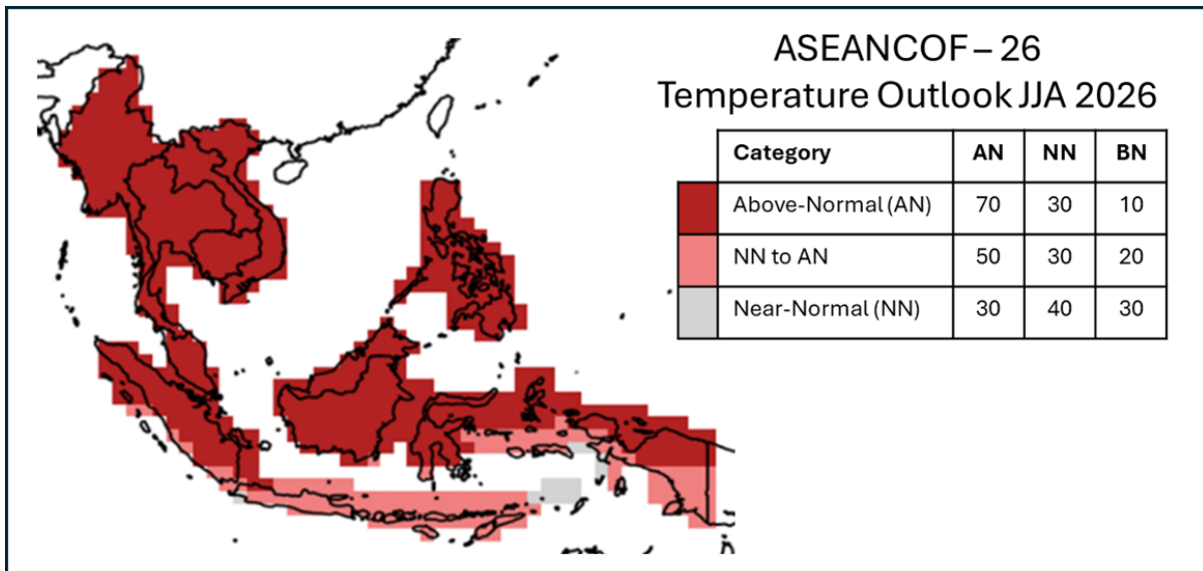 ASEANCOF – 26
Temperature Outlook JJA 2026
Category AN NN BN
Above-Normal (AN) 70 30 10
NN to AN 50 30 20
Near-Normal (NN) 30 40 30